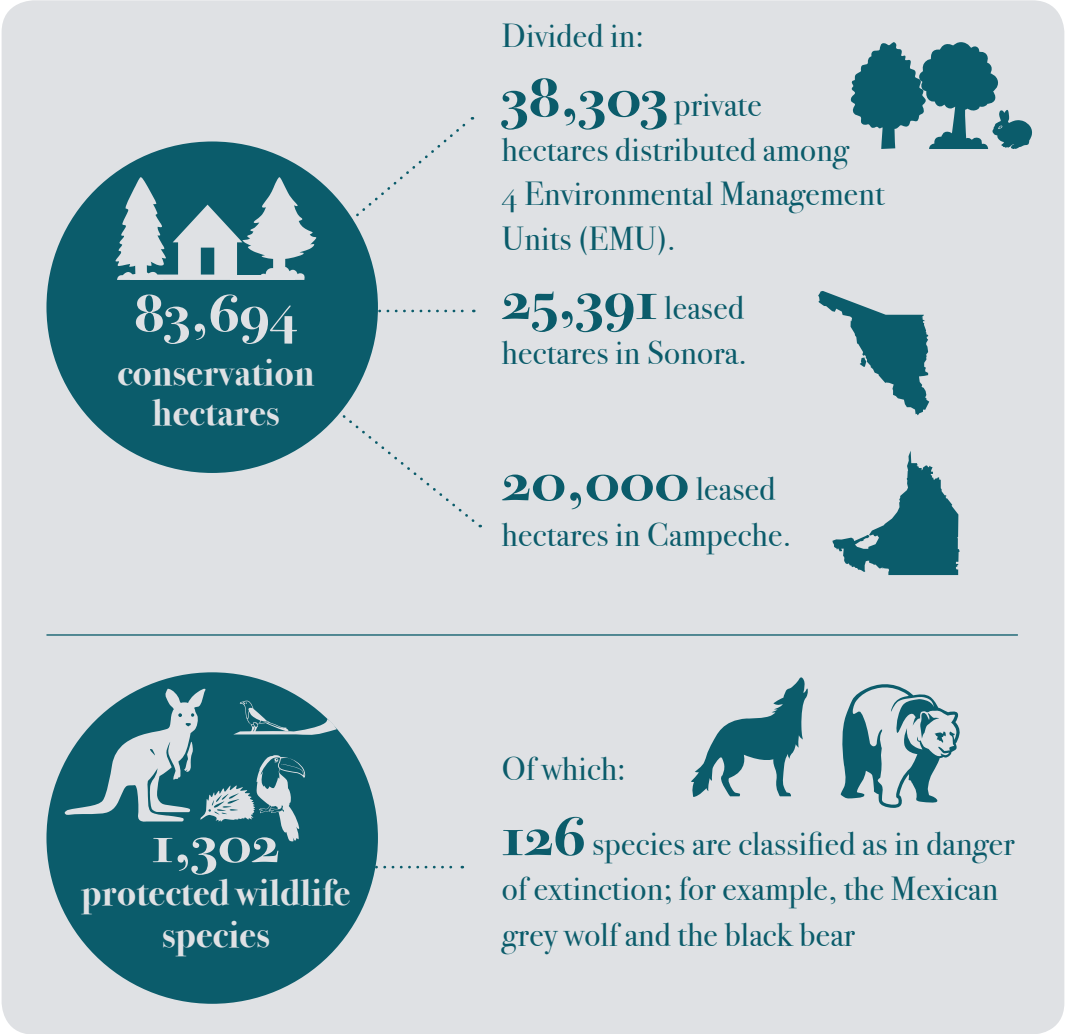 Divided in:
38,303 private
hectares distributed among
4 Environmental Management
Units (EMU).
83,694
conservation
hectares
25,391 leased
hectares in Sonora.
20,000 leased
hectares in Campeche.
1,302
protected wildlife
species
Of which:
126 species are classified as in danger
of extinction; for example, the Mexican
grey wolf and the black bear